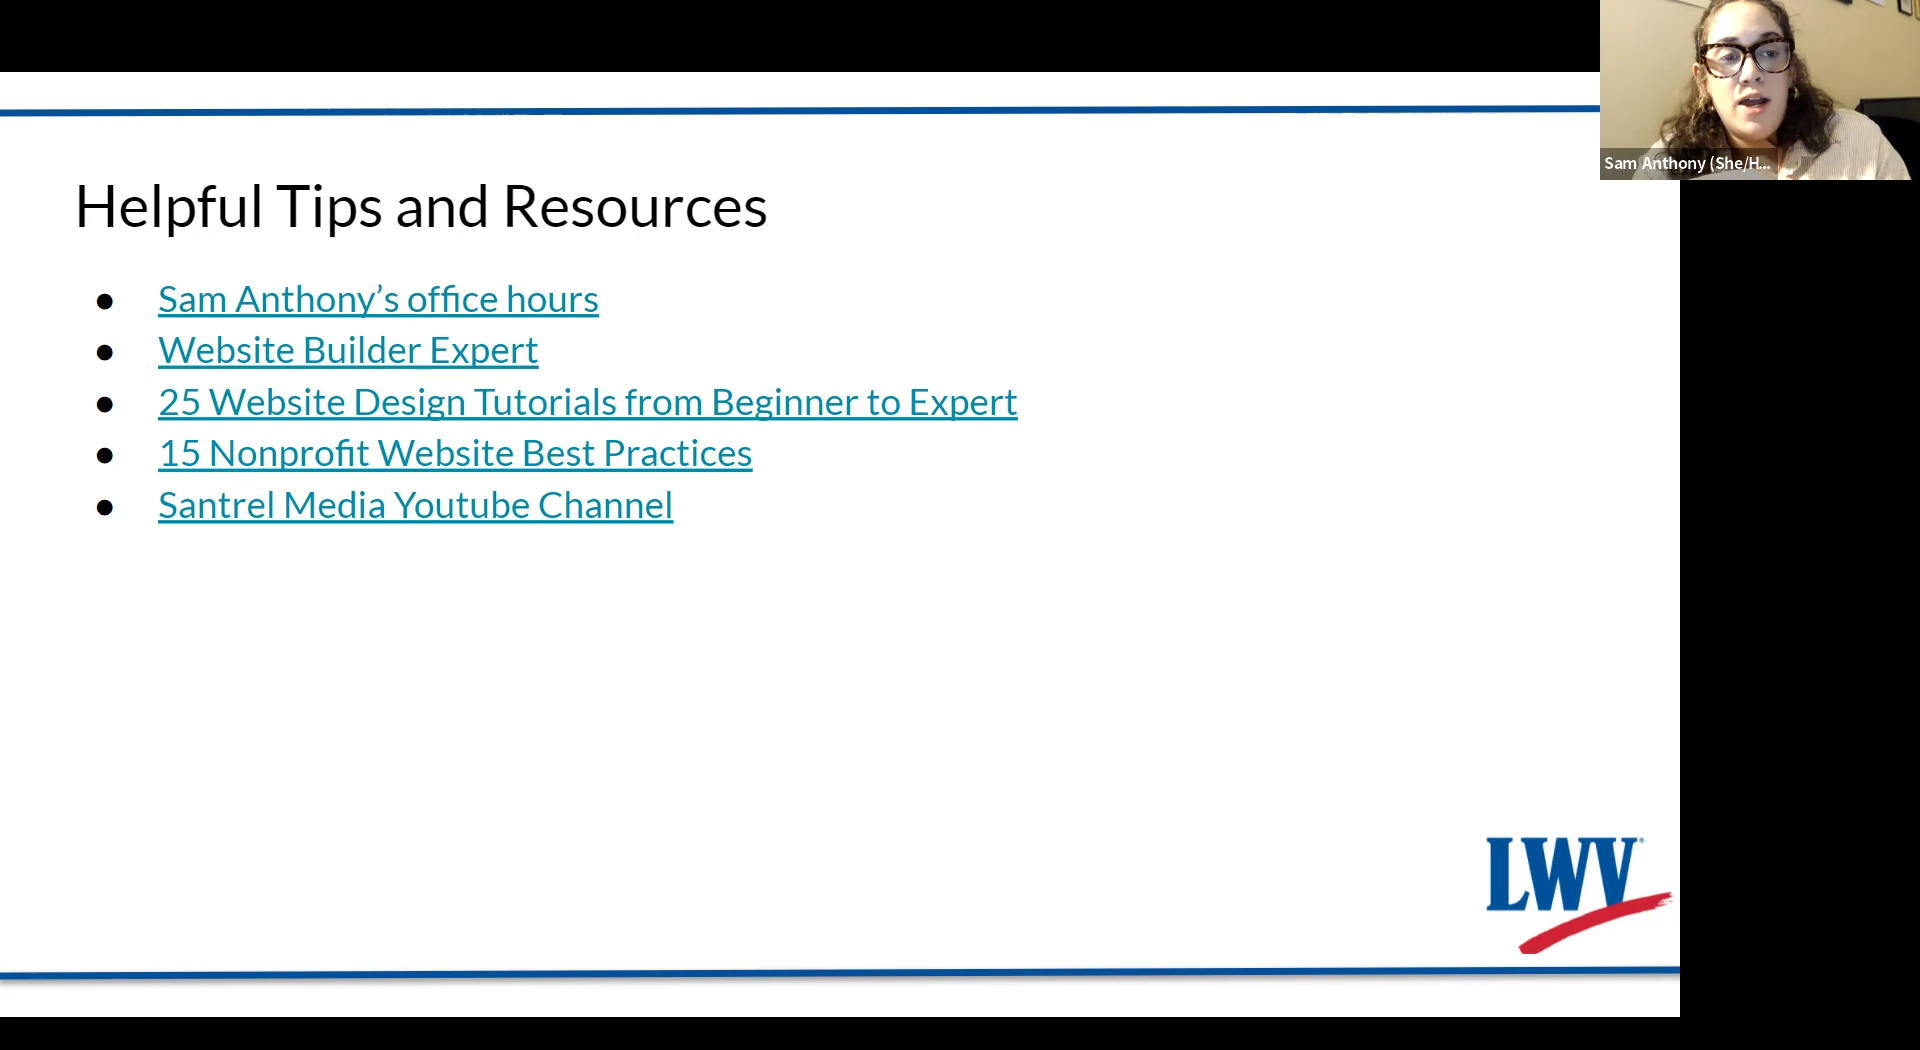 Sam Anthony (She/H...
Helpful Tips and Resources
● Sam Anthony’s office hours
● Website Builder Expert
● 25 Website Design Tutorials from Beginner to Expert
● 15 Nonprofit Website Best Practices
● Santrel Media Youtube Channel
LWV®